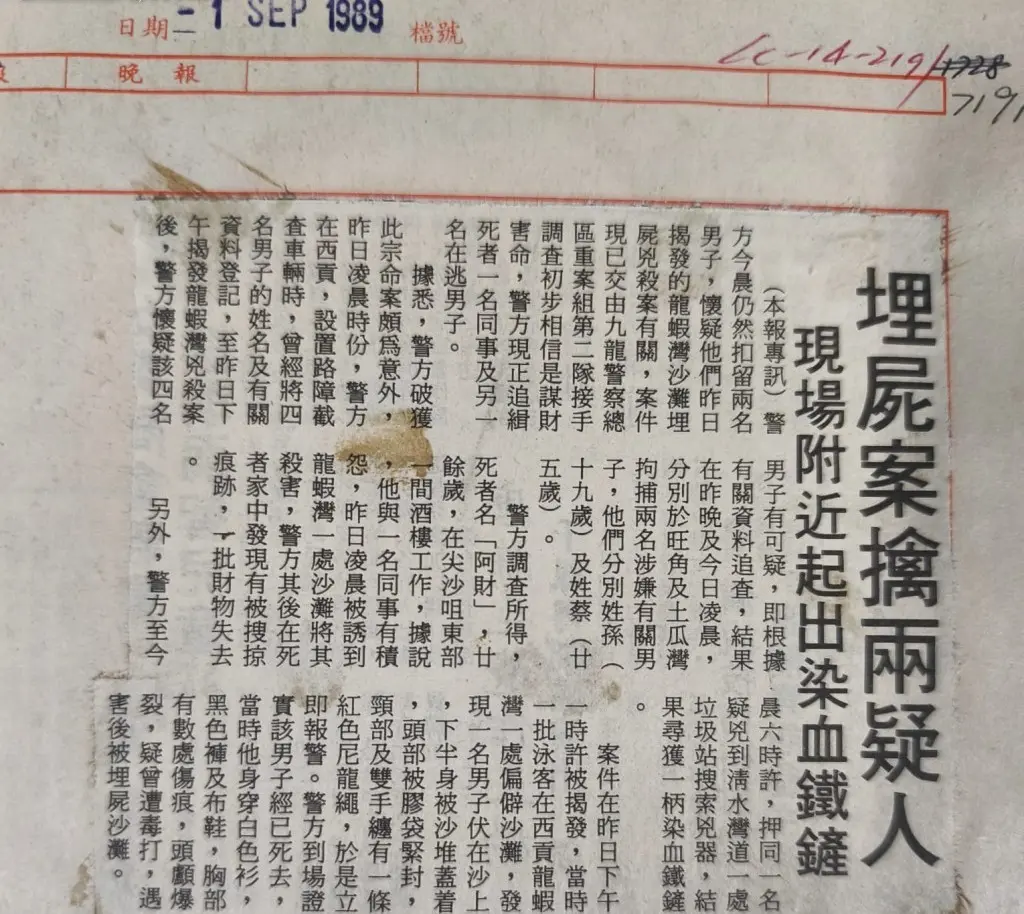 日期 - 1 SEP 1989 檔號
晚報
LC-14-219/1328
7191
埋屍案擒兩疑人
現場附近起出染血鐵鏟
（本報專訊）警
方今晨仍然扣留兩名
男子，懷疑他們昨日
揭發的龍蝦灣沙灘埋
屍兇殺案有關，案件
現已交由九龍警察總
區重案組第二隊接手
調查初步相信是謀財
害命，警方現正追緝
死者一名同事及另一
名在逃男子。
據悉，警方破獲
此宗命案頗爲意外，
昨日凌晨時份，警方
在西貢，設置路障截
查車輛時，曾經將四
名男子的姓名及有關
資料登記，至昨日下
午揭發龍蝦灣兇殺案
後，警方懷疑該四名
男子有可疑，即根據
有關資料追查，結果
在昨晚及今日凌晨，
分別於旺角及土瓜灣
拘捕兩名涉嫌有關男
子，他們分別姓孫（
十九歲）及姓蔡（廿
五歲）。
警方調查所得，
死者名「阿財」，廿
餘歲，在尖沙咀東部
一間酒樓工作，據說
，他與一名同事有積
怨，昨日凌晨被誘到
龍蝦灣一處沙灘將其
殺害，警方其後在死
者家中發現有被搜掠
痕跡，一批財物失去
。
另外，警方至今
晨六時許，押同一名
疑兇到淸水灣道一處
垃圾站搜索兇器，結
果尋獲一柄染血鐵鏟
。
案件在昨日下午
一時許被揭發，當時
一批泳客在西貢龍蝦
灣一處偏僻沙灘，發
現一名男子伏在沙上
，下半身被沙堆蓋着
，頭部被膠袋緊封，
頸部及雙手纏有一條
紅色尼龍繩，於是立
即報警。警方到場證
實該男子經已死去，
當時他身穿白色衫，
黑色褲及布鞋，胸部
有數處傷痕，頭顱爆
裂，疑曾遭毒打，遇
害後被埋屍沙灘。